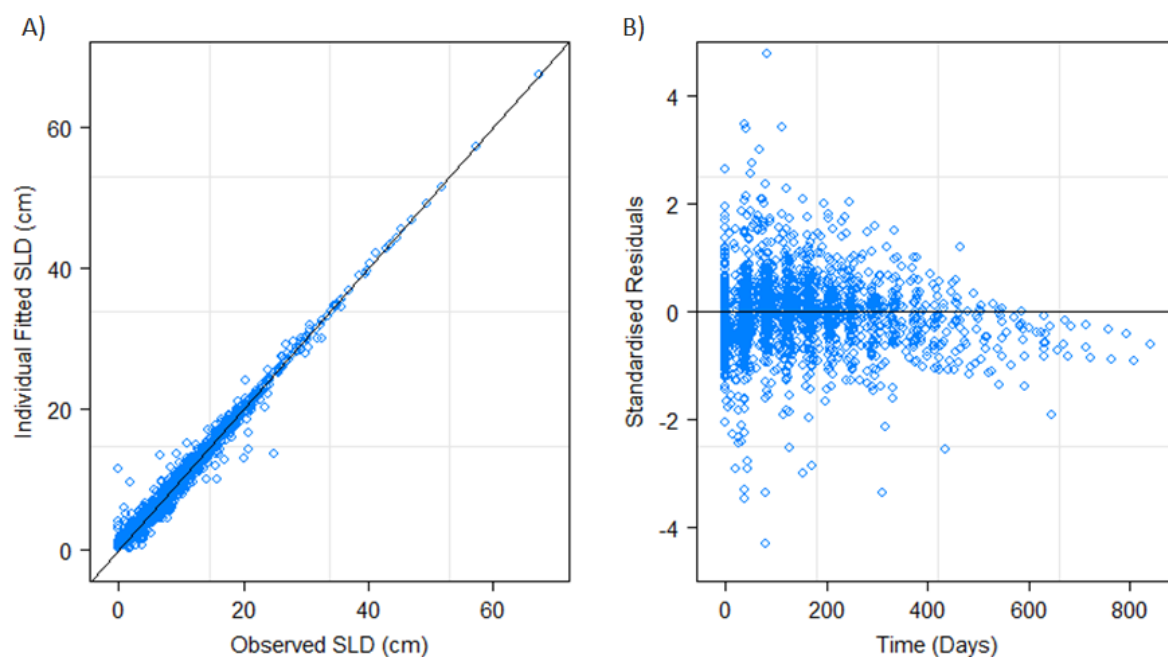 A)
Individual Fitted SLD (cm)
60
40
20
0
0 20 40 60
Observed SLD (cm)
B)
Standardised Residuals
4
2
0
-2
-4
0 200 400 600 800
Time (Days)